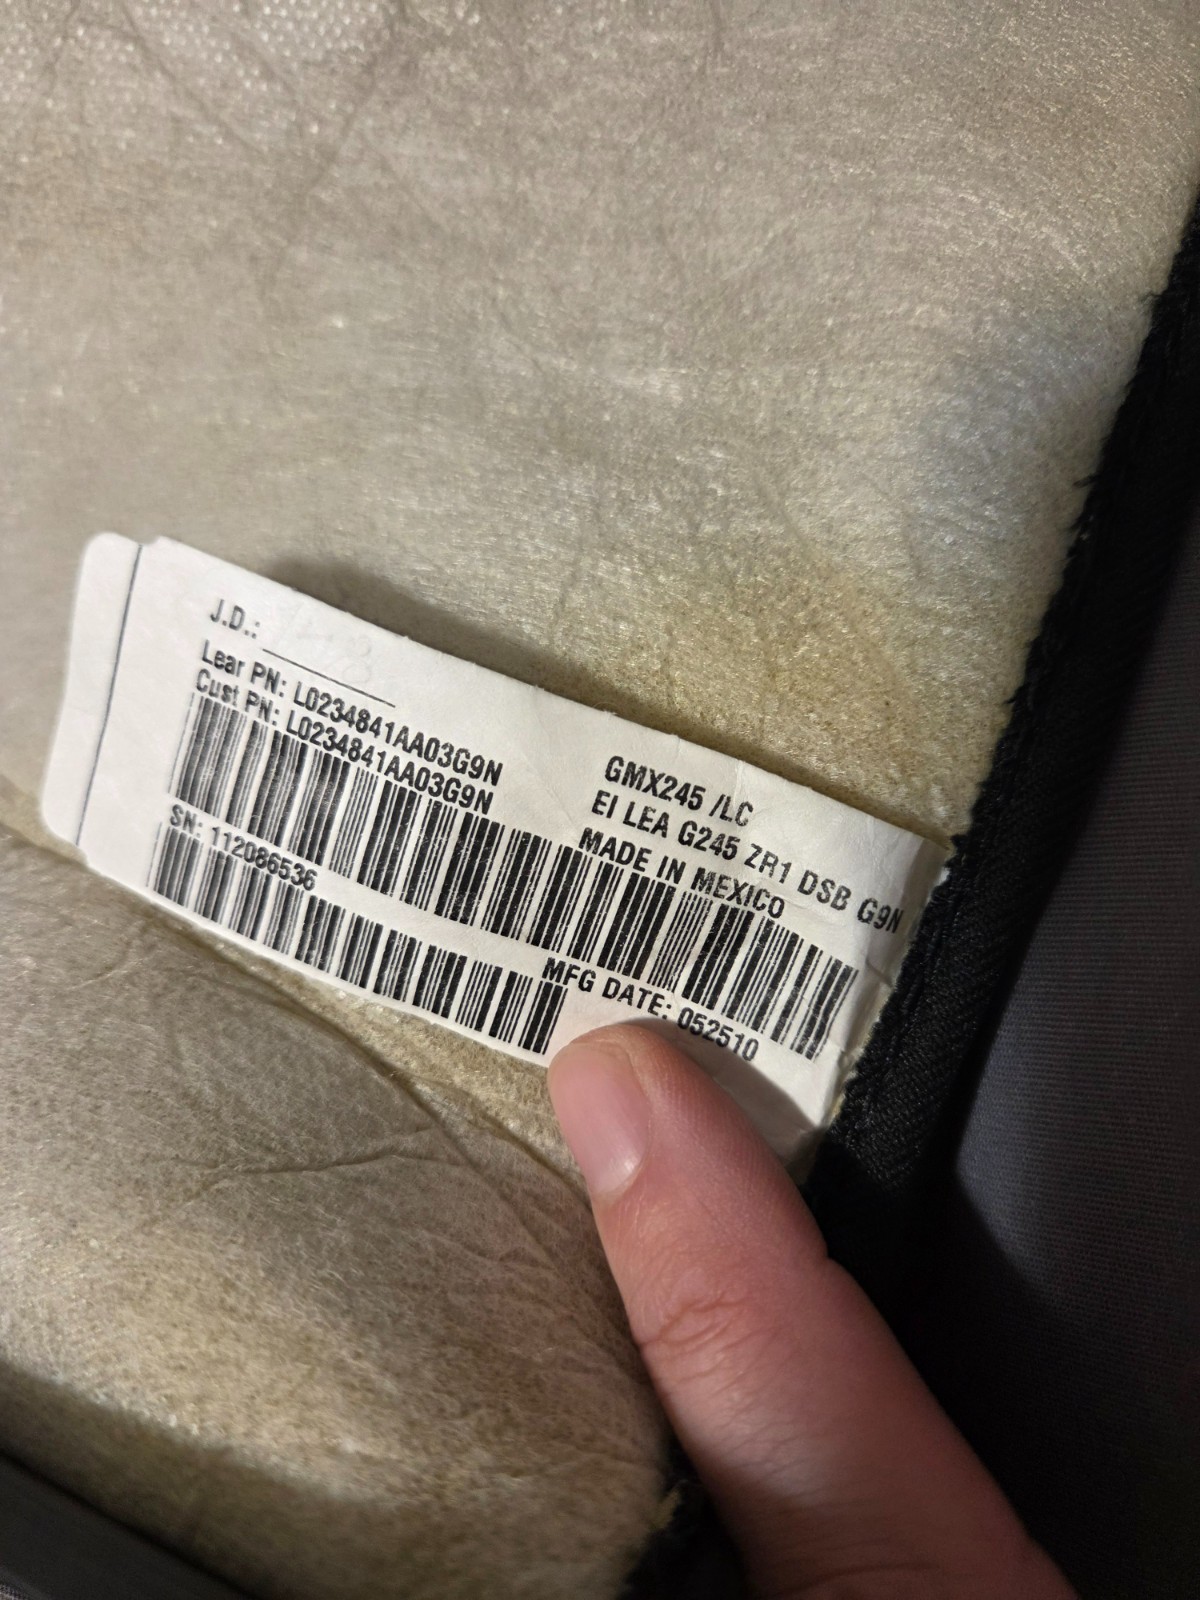 J.D.:
Lear PN: L0234841AA03G9N
Cust PN: L0234841AA03G9N
GMX245 /LC
EI LEA G245 ZR1 DSB G9N
MADE IN MEXICO
SN: 112086536
MFG DATE: 052510